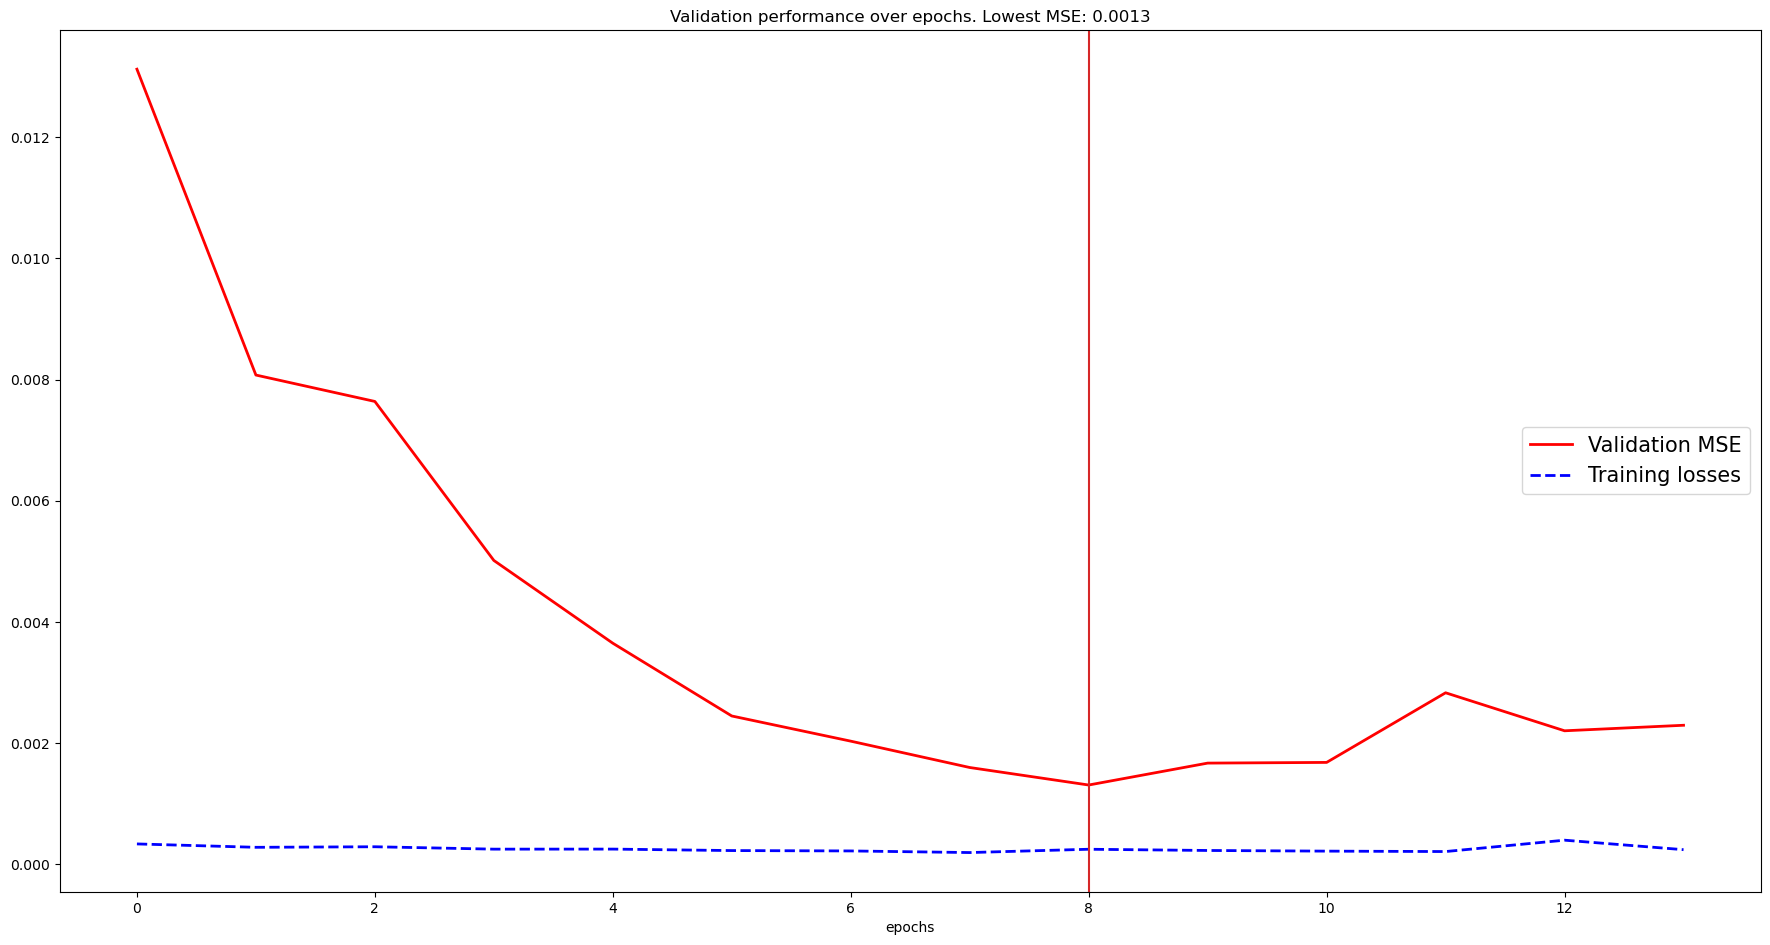 Validation performance over epochs. Lowest MSE: 0.0013
0.012
0.010
0.008
0.006
0.004
0.002
0.000
Validation MSE
Training losses
0 2 4 6 8 10 12
epochs